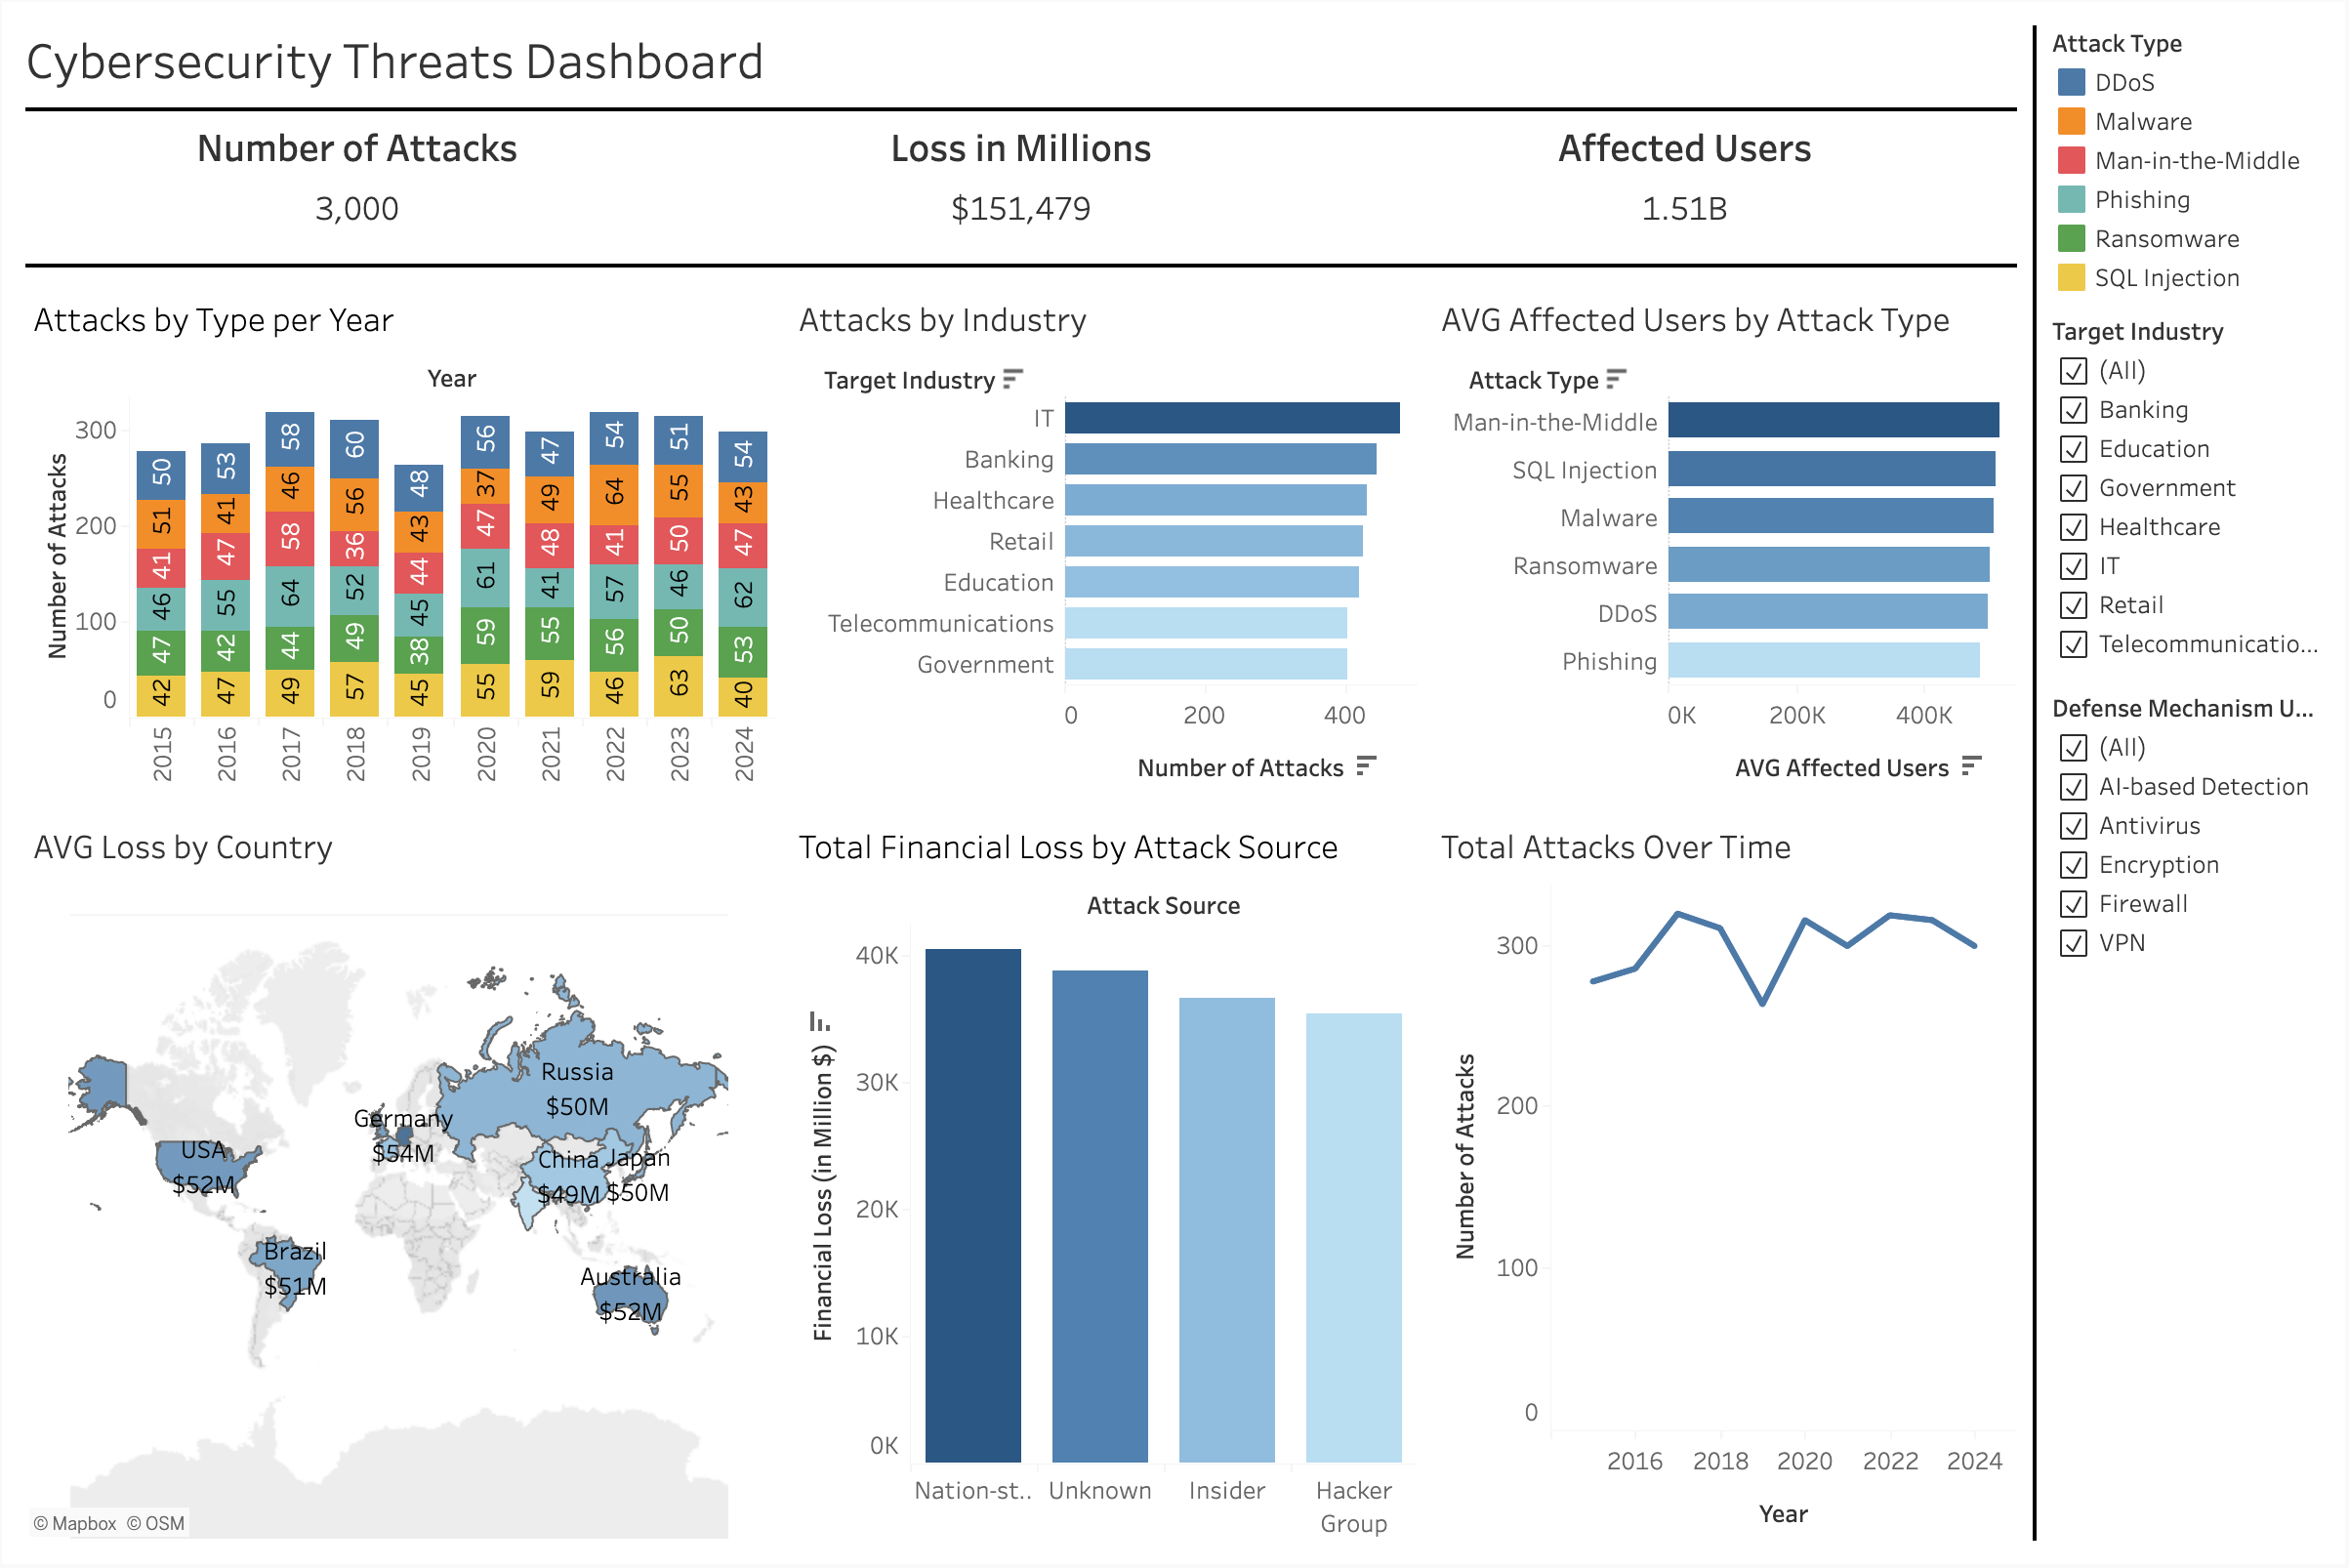 Cybersecurity Threats Dashboard
Number of Attacks
3,000
Loss in Millions
$151,479
Affected Users
1.51B
Attacks by Type per Year
Year
Number of Attacks
300
200
100
0
50 53 58 60 48 56 47 54 51 54
51 41 46 56 43 37 49 64 55 43
41 47 58 36 44 47 48 41 50 47
46 55 64 52 45 61 41 57 46 62
47 42 44 49 38 59 55 56 50 53
42 47 49 57 45 55 59 46 63 40
2015 2016 2017 2018 2019 2020 2021 2022 2023 2024
Attacks by Industry
Target Industry
IT
Banking
Healthcare
Retail
Education
Telecommunications
Government
0 200 400
Number of Attacks
AVG Affected Users by Attack Type
Attack Type
Man-in-the-Middle
SQL Injection
Malware
Ransomware
DDoS
Phishing
0K 200K 400K
AVG Affected Users
AVG Loss by Country
Russia
$50M
Germany
$54M
USA
$52M
China
$49M
Japan
$50M
Brazil
$51M
Australia
$52M
© Mapbox © OSM
Total Financial Loss by Attack Source
Attack Source
Financial Loss (in Million $)
40K
30K
20K
10K
0K
Nation-st.. Unknown Insider Hacker
Group
Total Attacks Over Time
Number of Attacks
300
200
100
0
2016 2018 2020 2022 2024
Year
Attack Type
DDoS
Malware
Man-in-the-Middle
Phishing
Ransomware
SQL Injection
Target Industry
(All)
Banking
Education
Government
Healthcare
IT
Retail
Telecommunicatio...
Defense Mechanism U...
(All)
AI-based Detection
Antivirus
Encryption
Firewall
VPN